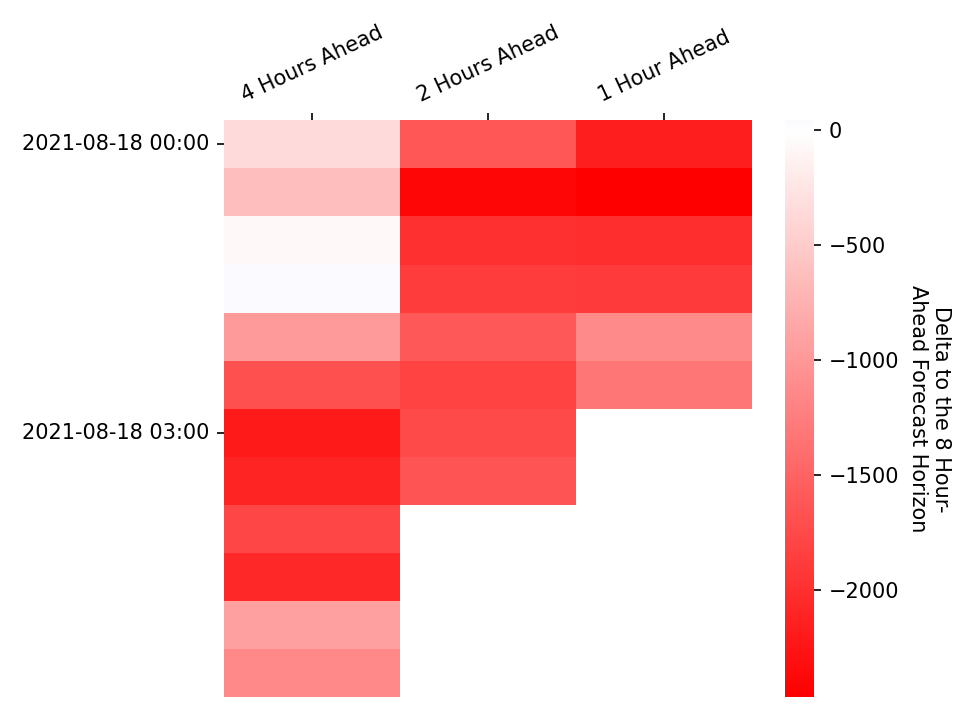 4 Hours Ahead
2 Hours Ahead
1 Hour Ahead
2021-08-18 00:00
2021-08-18 03:00
0
−500
−1000
−1500
−2000
Delta to the 8 Hour-
Ahead Forecast Horizon